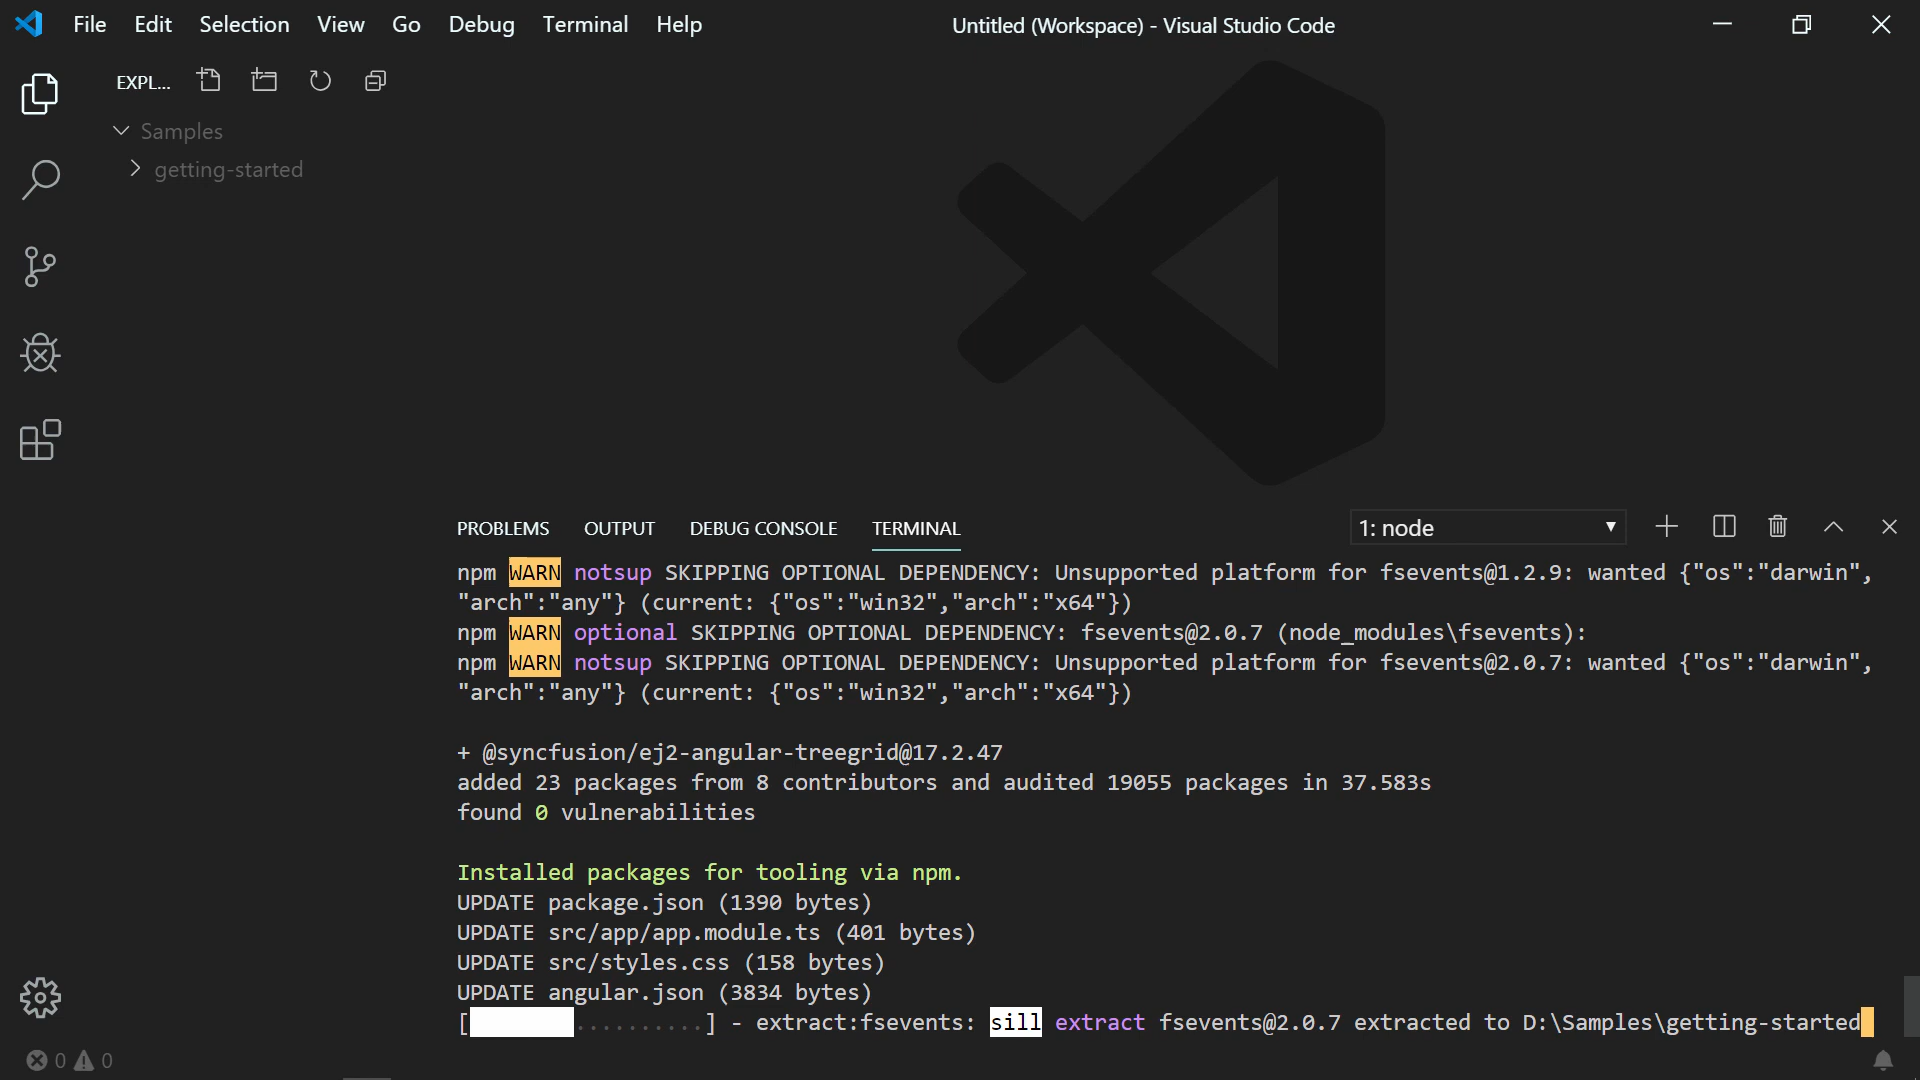 File Edit Selection View Go Debug Terminal Help
Untitled (Workspace) - Visual Studio Code
EXPL...
Samples
getting-started
PROBLEMS OUTPUT DEBUG CONSOLE TERMINAL
1: node
npm WARN notsup SKIPPING OPTIONAL DEPENDENCY: Unsupported platform for fsevents@1.2.9: wanted {"os":"darwin",
"arch":"any"} (current: {"os":"win32","arch":"x64"})
npm WARN optional SKIPPING OPTIONAL DEPENDENCY: fsevents@2.0.7 (node_modules\fsevents):
npm WARN notsup SKIPPING OPTIONAL DEPENDENCY: Unsupported platform for fsevents@2.0.7: wanted {"os":"darwin",
"arch":"any"} (current: {"os":"win32","arch":"x64"})
+ @syncfusion/ej2-angular-treegrid@17.2.47
added 23 packages from 8 contributors and audited 19055 packages in 37.583s
found 0 vulnerabilities
Installed packages for tooling via npm.
UPDATE package.json (1390 bytes)
UPDATE src/app/app.module.ts (401 bytes)
UPDATE src/styles.css (158 bytes)
UPDATE angular.json (3834 bytes)
[ ..........] - extract:fsevents: sill extract fsevents@2.0.7 extracted to D:\Samples\getting-started
0 0